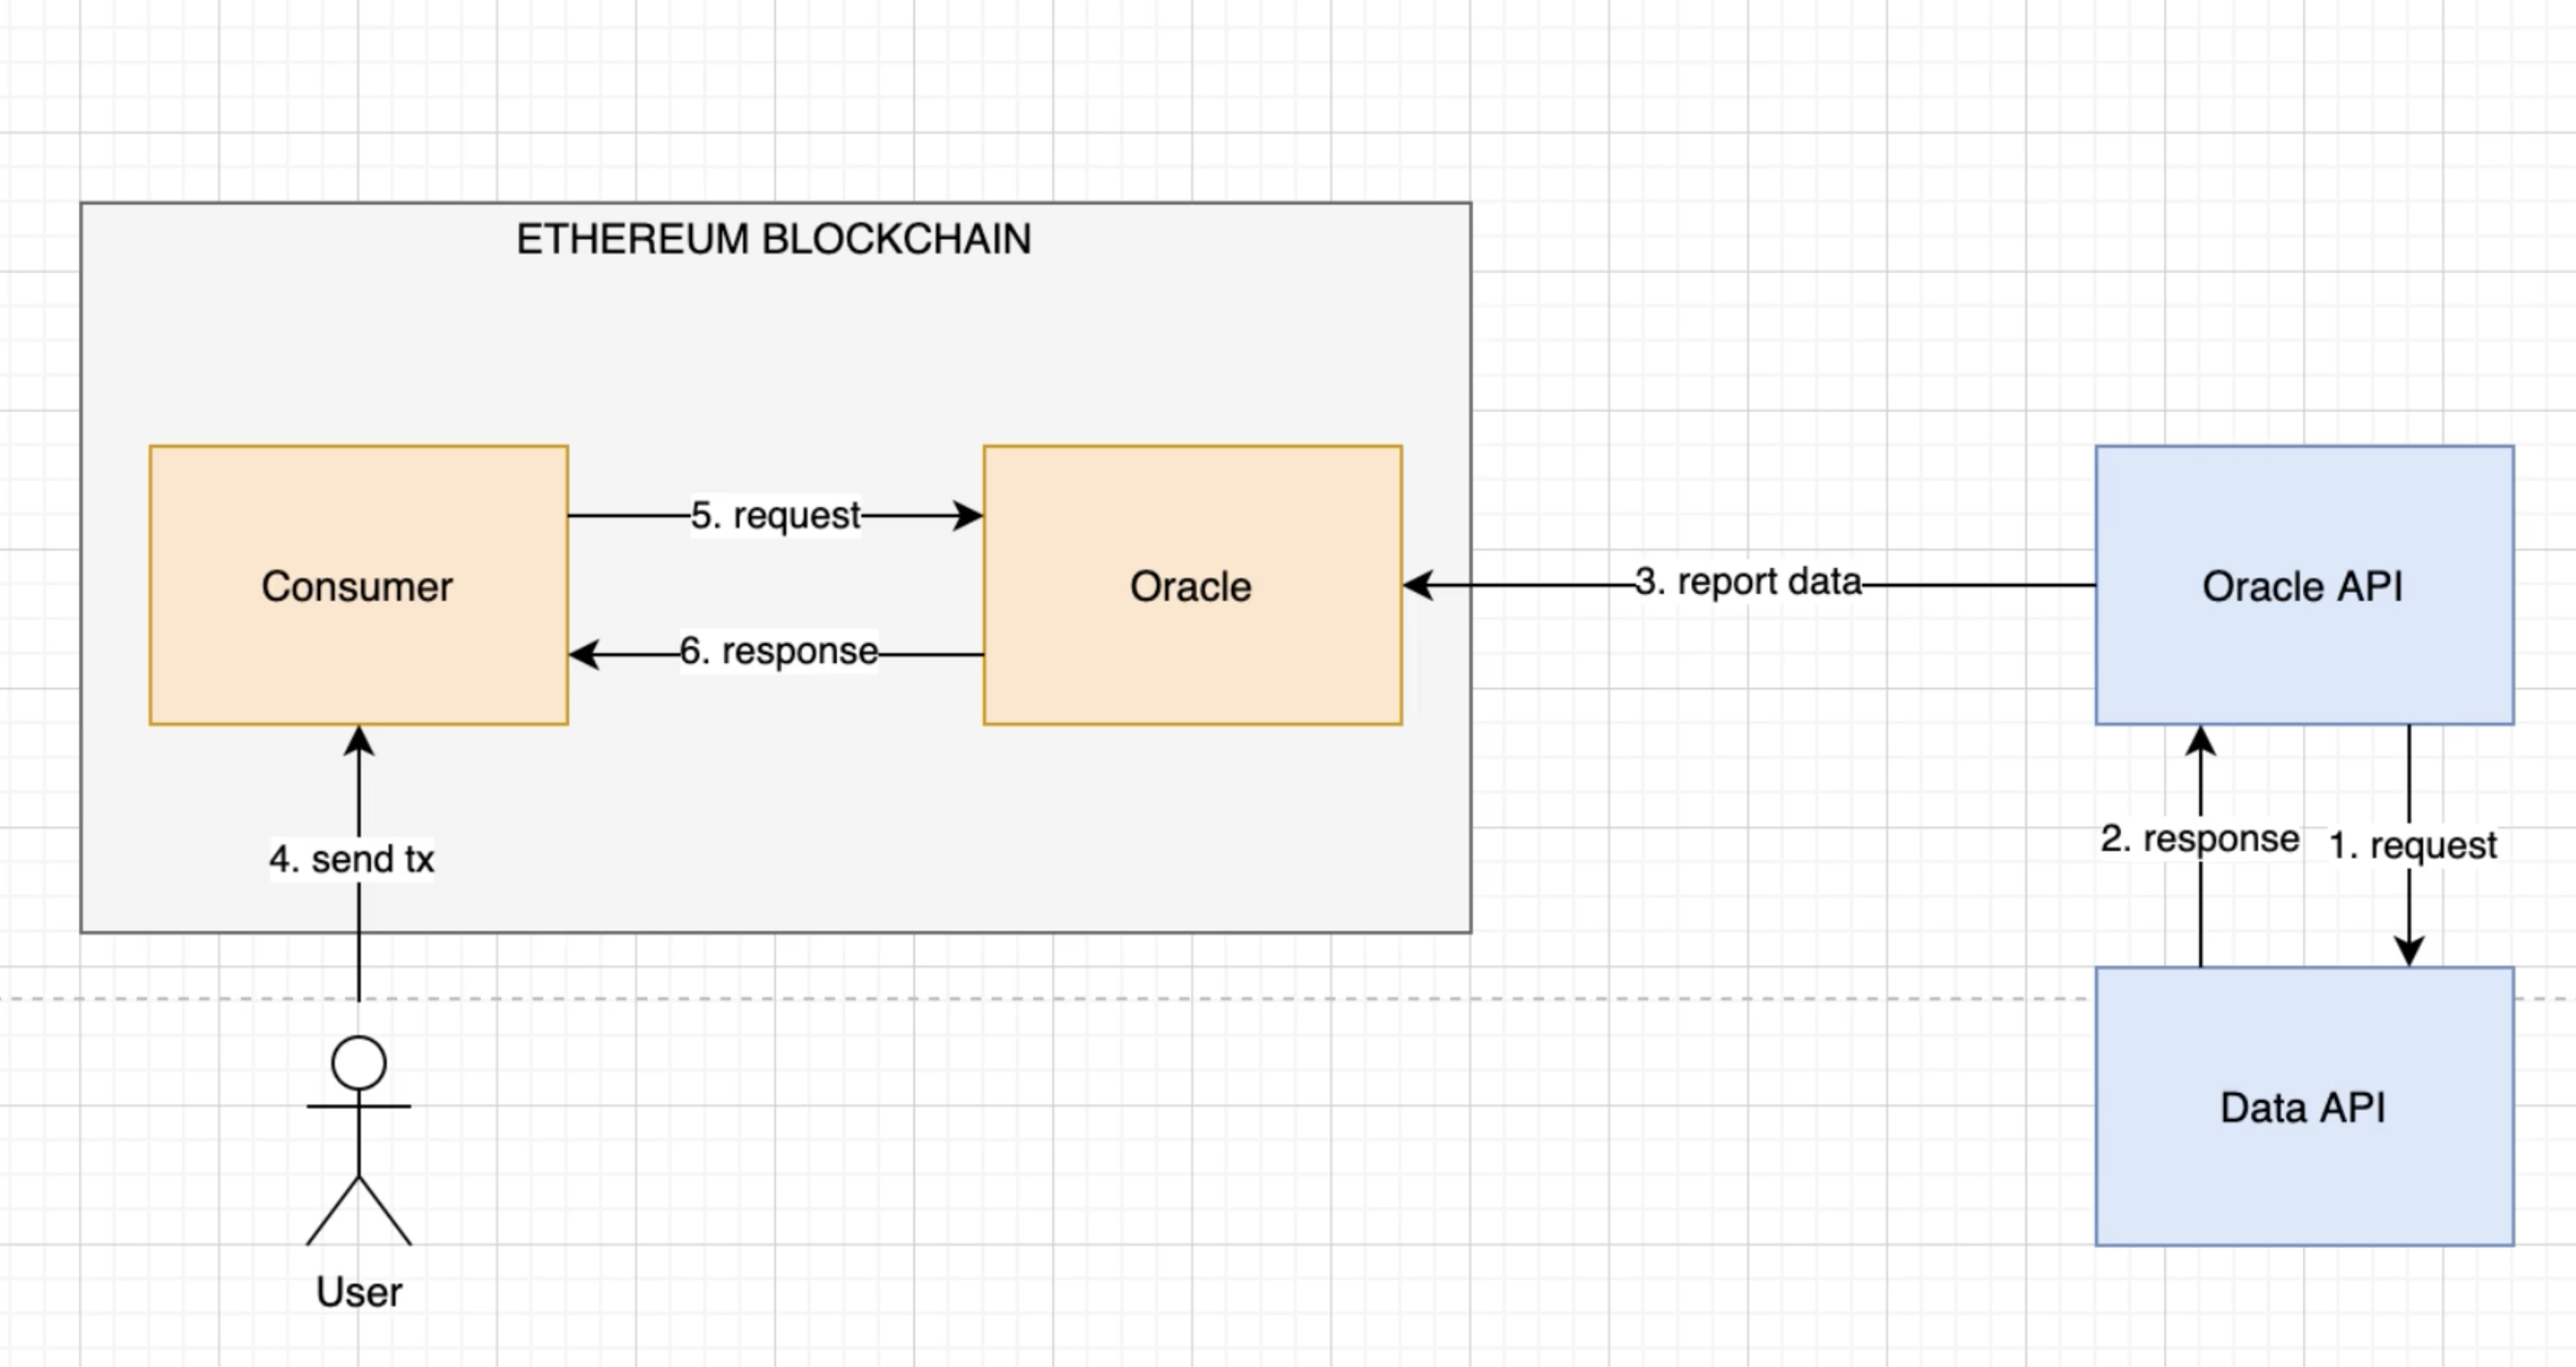 ETHEREUM BLOCKCHAIN
Consumer
5. request
6. response
Oracle
3. report data
Oracle API
4. send tx
2. response
1. request
Data API
User